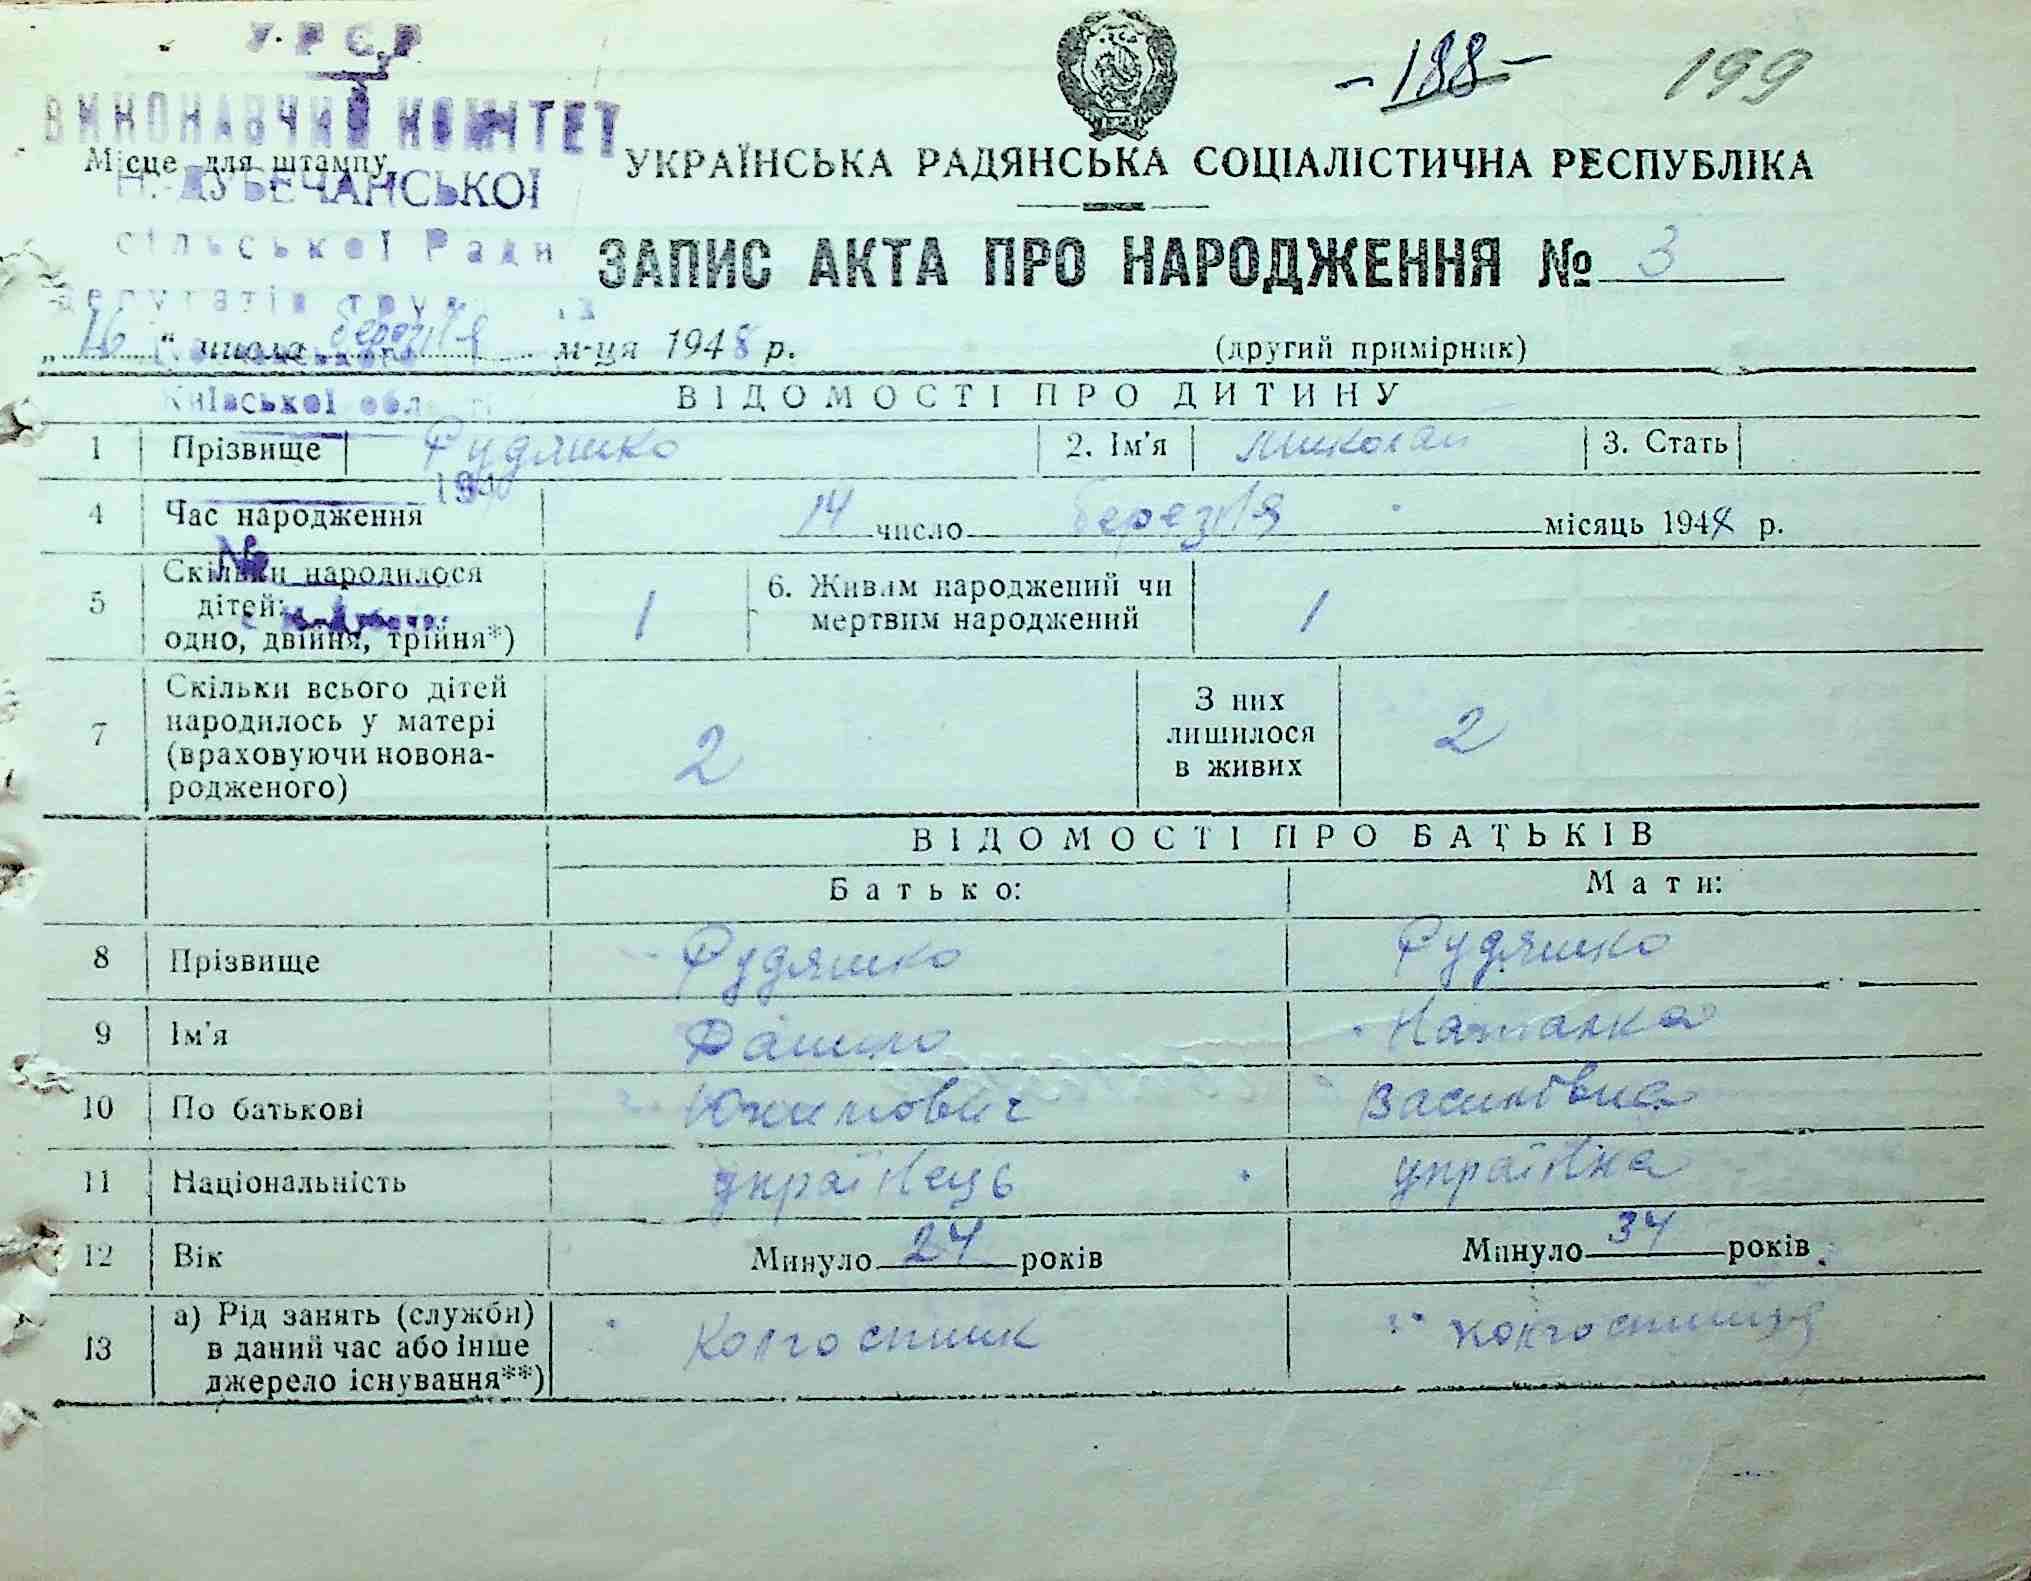 У.Р.С.Р
ВИКОНАВЧИЙ КОМІТЕТ
-188- 199
Місце для штампу
Н.-ДУБЕЧАНСЬКОЇ
УКРАЇНСЬКА РАДЯНСЬКА СОЦІАЛІСТИЧНА РЕСПУБЛІКА
сільської Ради
ЗАПИС АКТА ПРО НАРОДЖЕННЯ № 3
депутатів
„16“ числа березня м-ця 1948 р. (другий примірник)
Київської обл
ВІДОМОСТІ ПРО ДИТИНУ
1 Прізвище Рудяшко 2. Ім'я Миколай 3. Стать
4 Час народження 14 число березня місяць 1948 р.
№
5 Скільки народилося дітей: одно, двійня, трійня*) 1 6. Живим народжений чи мертвим народжений 1
7 Скільки всього дітей народилось у матері (враховуючи новонародженого) 2 З них лишилося в живих 2
ВІДОМОСТІ ПРО БАТЬКІВ
Батько: Мати:
8 Прізвище Рудяшко Рудяшко
9 Ім'я Данило Наталка
10 По батькові Юхимович Василівна
11 Національність українець українка
12 Вік Минуло 24 років Минуло 34 років
13 а) Рід занять (служби) в даний час або інше джерело існування**) колгоспник колгоспниця